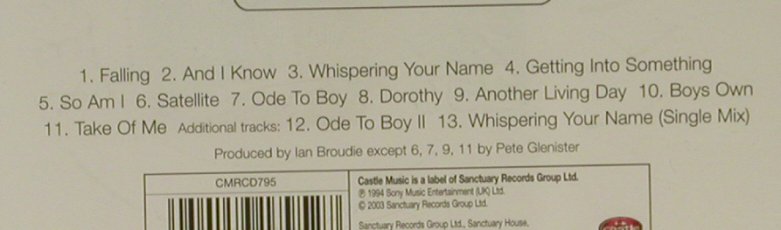 1. Falling 2. And I Know 3. Whispering Your Name 4. Getting Into Something
5. So Am I 6. Satellite 7. Ode To Boy 8. Dorothy 9. Another Living Day 10. Boys Own
11. Take Of Me Additional tracks: 12. Ode To Boy II 13. Whispering Your Name (Single Mix)
Produced by Ian Broudie except 6, 7, 9, 11 by Pete Glenister
CMRCD795
Castle Music is a label of Sanctuary Records Group Ltd.
℗ 1994 Sony Music Entertainment (UK) Ltd.
© 2003 Sanctuary Records Group Ltd.
Sanctuary Records Group Ltd., Sanctuary House,